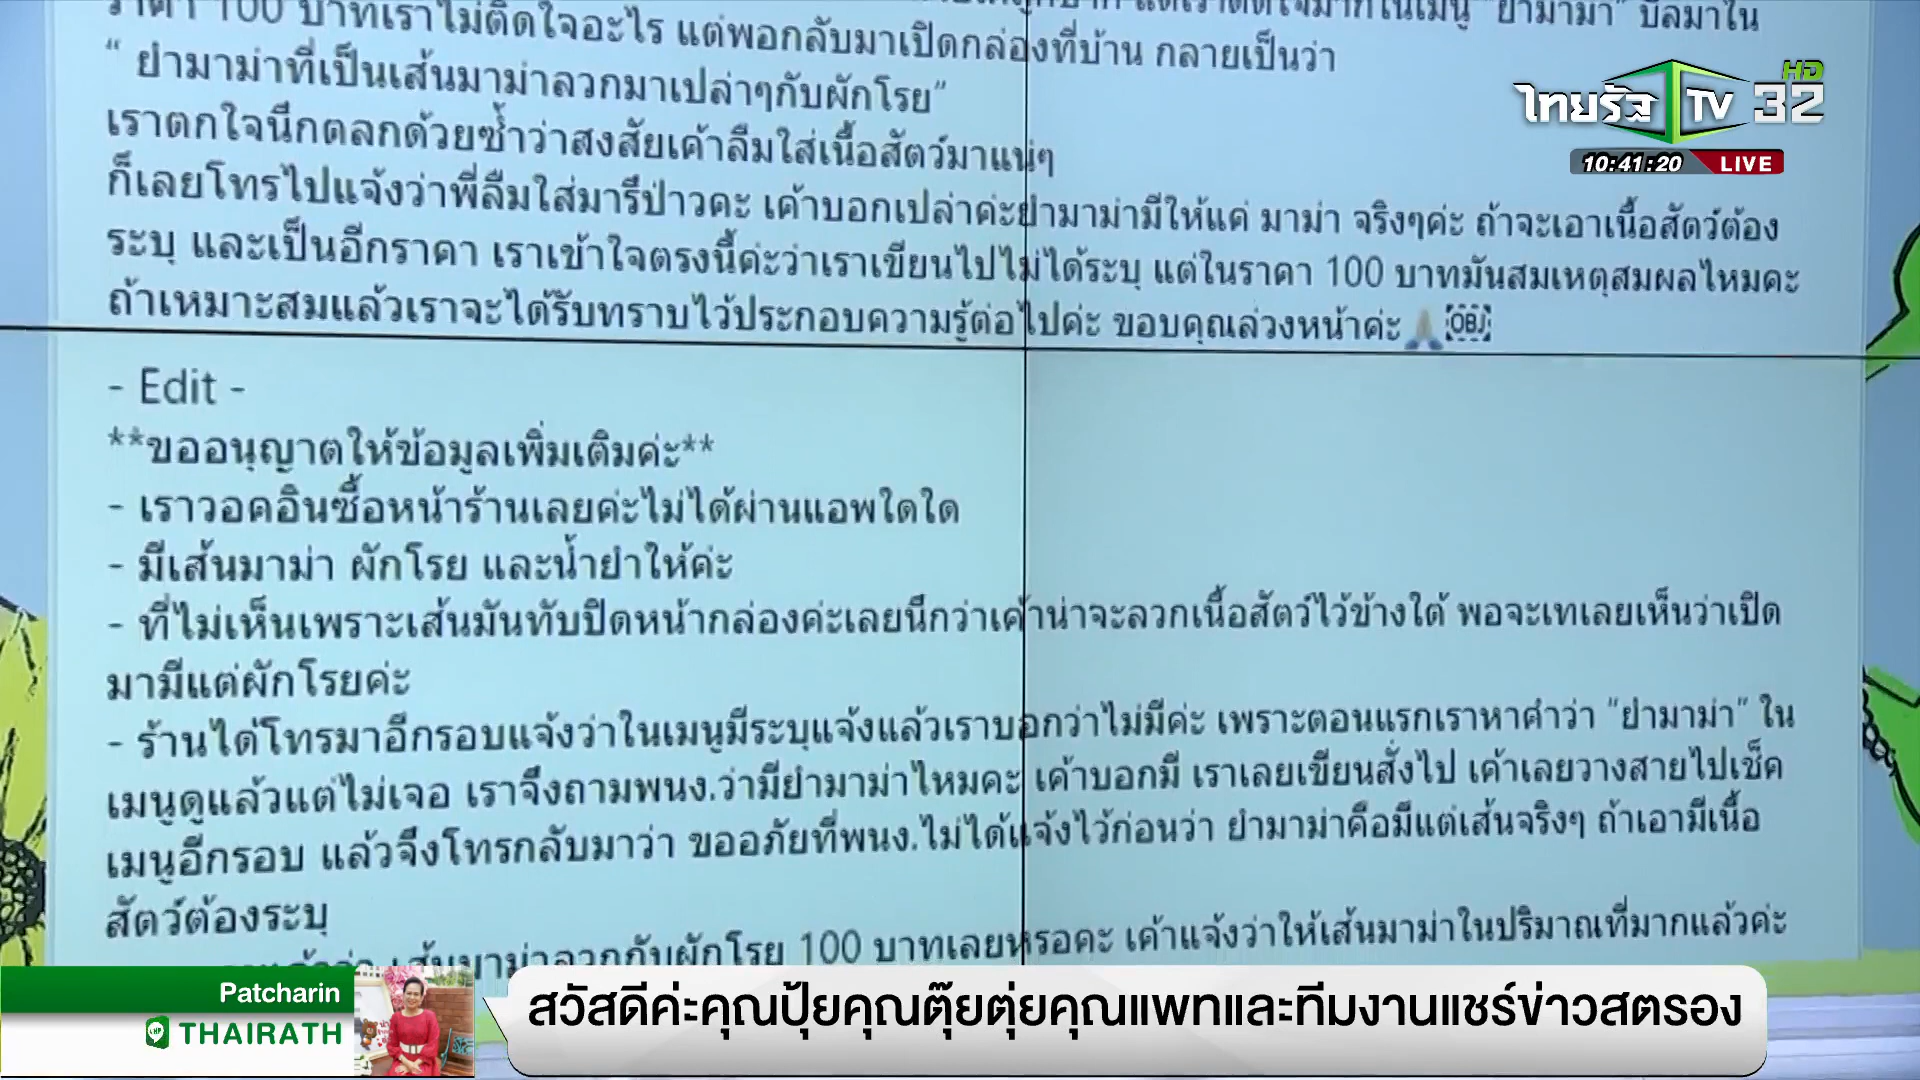 ราคา 100 บาทเราไม่ติดใจอะไร แต่พอกลับมาเปิดกล่องที่บ้าน กลายเป็นว่า
“ ยำมาม่าที่เป็นเส้นมาม่าลวกมาเปล่าๆกับผักโรย”
เราตกใจนึกตลกด้วยซ้ำว่าสงสัยเค้าลืมใส่เนื้อสัตว์มาแน่ๆ
ก็เลยโทรไปแจ้งว่าพี่ลืมใส่มารึป่าวคะ เค้าบอกเปล่าค่ะยำมาม่ามีให้แค่ มาม่า จริงๆค่ะ ถ้าจะเอาเนื้อสัตว์ต้อง
ระบุ และเป็นอีกราคา เราเข้าใจตรงนี้ค่ะว่าเราเขียนไปไม่ได้ระบุ แต่ในราคา 100 บาทมันสมเหตุสมผลไหมคะ
ถ้าเหมาะสมแล้วเราจะได้รับทราบไว้ประกอบความรู้ต่อไปค่ะ ขอบคุณล่วงหน้าค่ะ🙏 OBJ
- Edit -
**ขออนุญาตให้ข้อมูลเพิ่มเติมค่ะ**
- เราวอคอินซื้อหน้าร้านเลยค่ะไม่ได้ผ่านแอพใดใด
- มีเส้นมาม่า ผักโรย และน้ำยำให้ค่ะ
- ที่ไม่เห็นเพราะเส้นมันทับปิดหน้ากล่องค่ะเลยนึกว่าเค้าน่าจะลวกเนื้อสัตว์ไว้ข้างใต้ พอจะเทเลยเห็นว่าเปิด
มามีแต่ผักโรยค่ะ
- ร้านได้โทรมาอีกรอบแจ้งว่าในเมนูมีระบุแจ้งแล้วเราบอกว่าไม่มีค่ะ เพราะตอนแรกเราหาคำว่า “ยำมาม่า” ใน
เมนูดูแล้วแต่ไม่เจอ เราจึงถามพนง.ว่ามียำมาม่าไหมคะ เค้าบอกมี เราเลยเขียนสั่งไป เค้าเลยวางสายไปเช็ค
เมนูอีกรอบ แล้วจึงโทรกลับมาว่า ขออภัยที่พนง.ไม่ได้แจ้งไว้ก่อนว่า ยำมาม่าคือมีแต่เส้นจริงๆ ถ้าเอามีเนื้อ
สัตว์ต้องระบุ
เส้นมาม่าลวกกับผักโรย 100 บาทเลยหรอคะ เค้าแจ้งว่าให้เส้นมาม่าในปริมาณที่มากแล้วค่ะ
ไทยรัฐ TV 32 HD
10:41:20 LIVE
Patcharin
THAIRATH
สวัสดีค่ะคุณปุ้ยคุณตุ๊ยตุ่ยคุณแพทและทีมงานแชร์ข่าวสตรอง